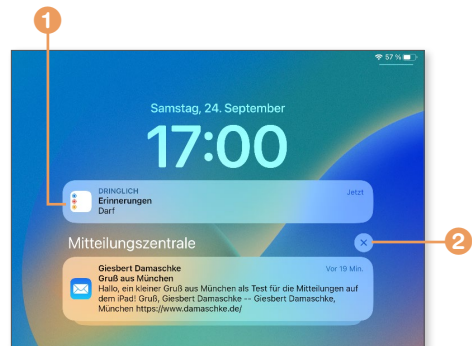 1
57 %
Samstag, 24. September
17:00
DRINGLICH
Jetzt
Erinnerungen
Darf
Mitteilungszentrale
2
Giesbert Damaschke
Vor 19 Min.
Gruß aus München
Hallo, ein kleiner Gruß aus München als Test für die Mitteilungen auf
dem iPad! Gruß, Giesbert Damaschke -- Giesbert Damaschke,
München https://www.damaschke.de/